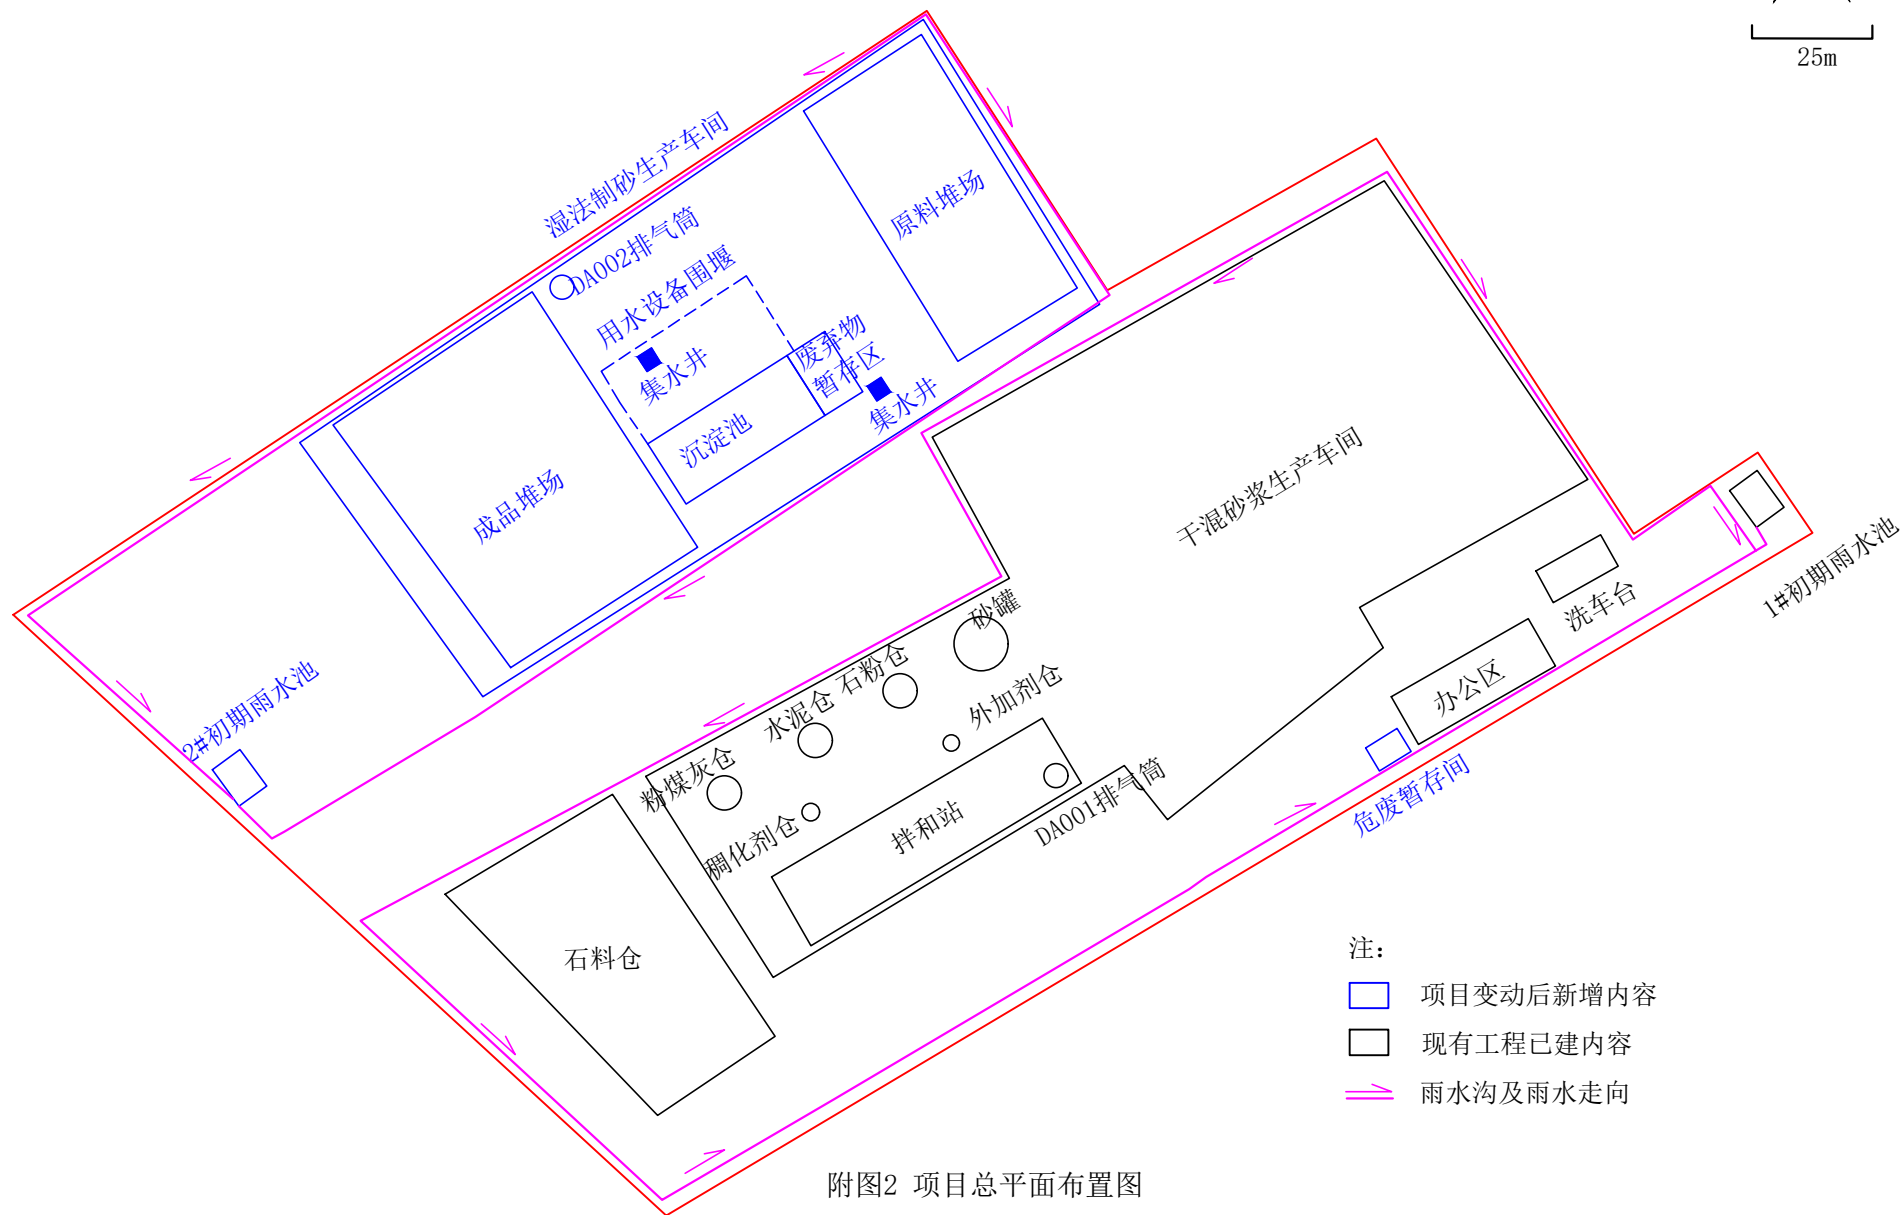 25m
湿法制砂生产车间
原料堆场
DA002排气筒
用水设备围堰
集水井
废弃物
暂存区
集水井
沉淀池
成品堆场
干混砂浆生产车间
1#初期雨水池
洗车台
砂罐
石粉仓
水泥仓
外加剂仓
2#初期雨水池
办公区
粉煤灰仓
稠化剂仓
拌和站
DA001排气筒
危废暂存间
石料仓
注:
项目变动后新增内容
现有工程已建内容
雨水沟及雨水走向
附图2 项目总平面布置图